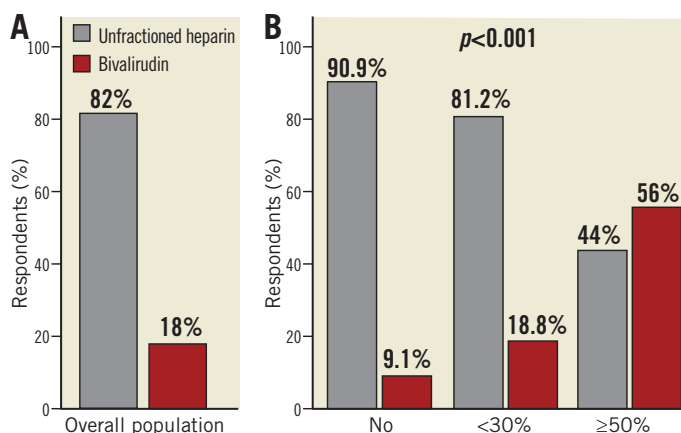 A
Unfractioned heparin
Bivalirudin
Respondents (%)
100
80
60
40
20
0
82%
18%
Overall population
B
p<0.001
Respondents (%)
100
80
60
40
20
0
90.9%
9.1%
81.2%
18.8%
44%
56%
No
<30%
≥50%